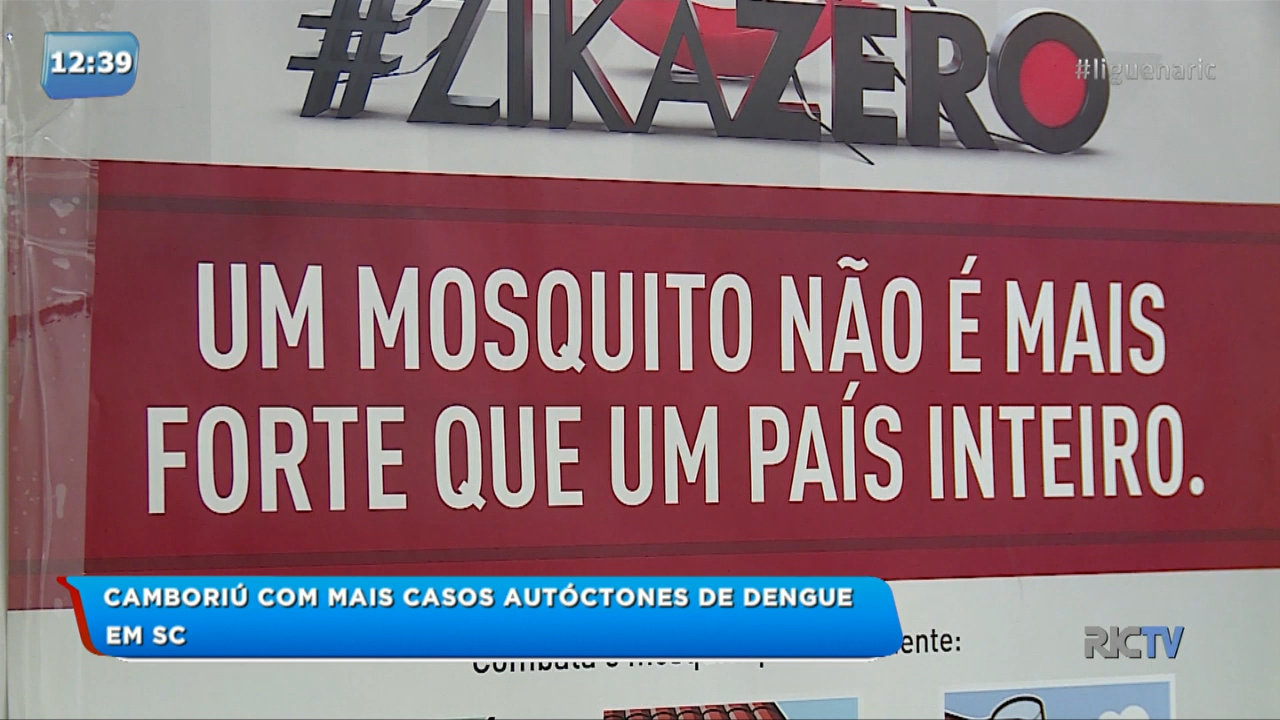 #ZIKAZERO
12:39
#liguenaric
UM MOSQUITO NÃO É MAIS
FORTE QUE UM PAÍS INTEIRO.
CAMBORIÚ COM MAIS CASOS AUTÓCTONES DE DENGUE
EM SC
RICTV
Combata o